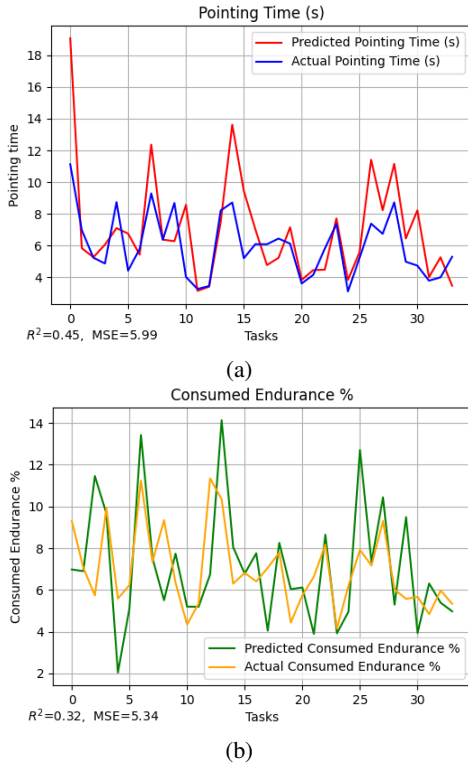 Pointing Time (s)
18
16
14
12
10
8
6
4
Pointing time
Predicted Pointing Time (s)
Actual Pointing Time (s)
0 5 10 15 20 25 30
R²=0.45, MSE=5.99
Tasks
(a)
Consumed Endurance %
14
12
10
8
6
4
2
Consumed Endurance %
Predicted Consumed Endurance %
Actual Consumed Endurance %
0 5 10 15 20 25 30
R²=0.32, MSE=5.34
Tasks
(b)